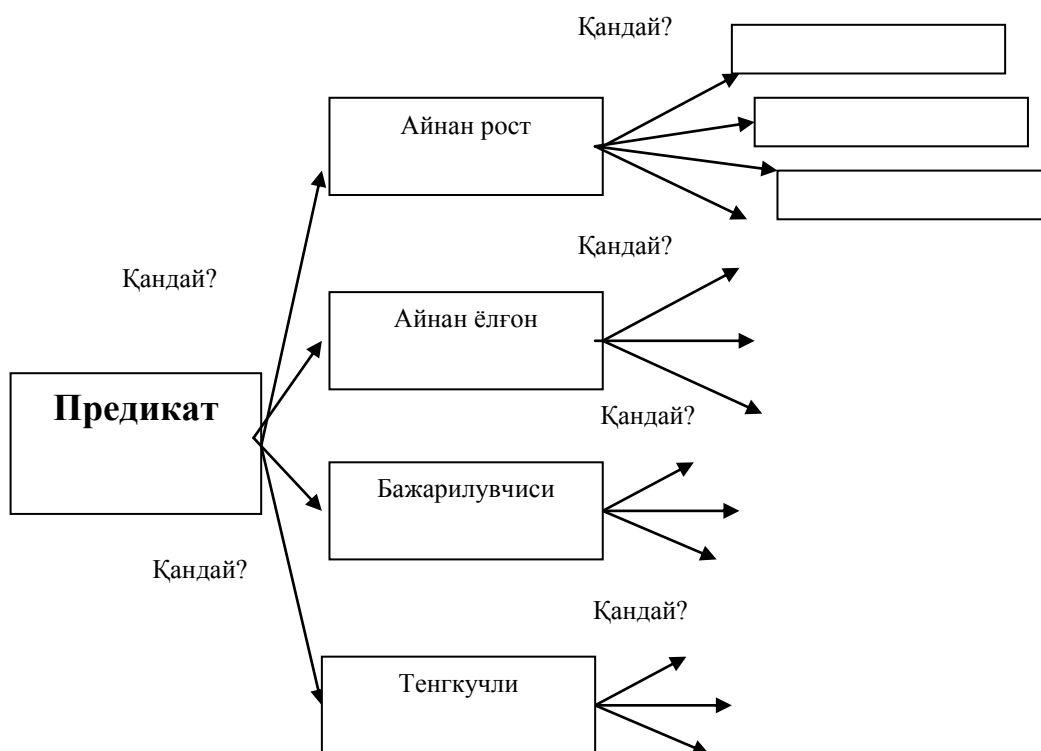 Қандай?
Айнан рост
Қандай?
Қандай?
Айнан ёлғон
Предикат
Қандай?
Бажарилувчиси
Қандай?
Қандай?
Тенгкучли